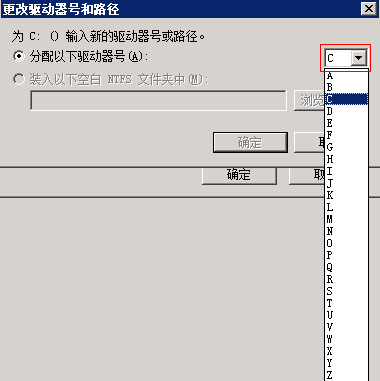 更改驱动器号和路径
为 C: () 输入新的驱动器号或路径。
分配以下驱动器号(A):
C
装入以下空白 NTFS 文件夹中(M):
浏览
确定
取
确定
取
A
B
C
D
E
F
G
H
I
J
K
L
M
N
O
P
Q
R
S
T
U
V
W
X
Y
Z